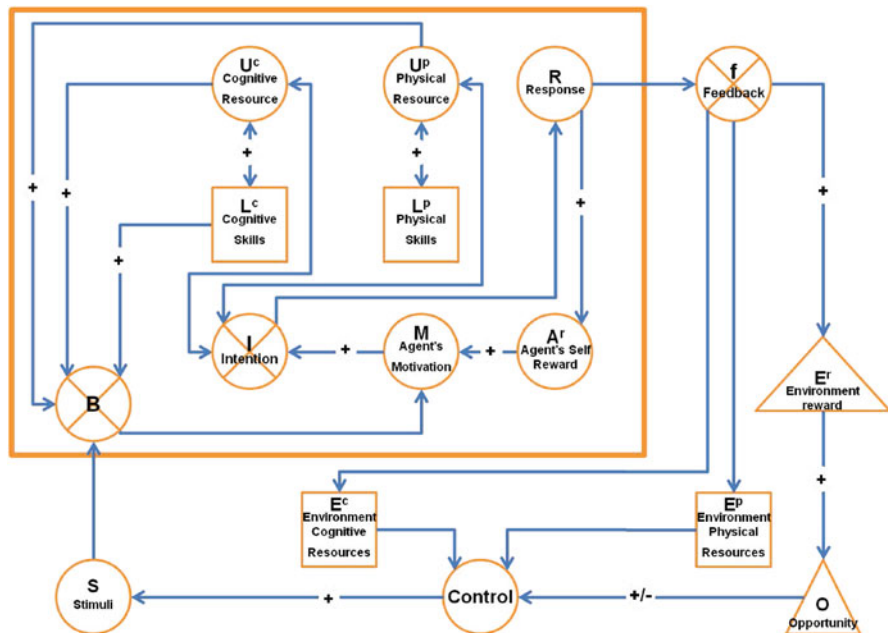 U^c
Cognitive
Resource
U^p
Physical
Resource
R
Response
f
Feedback
+
+
+
+
+
+
+
L^c
Cognitive
Skills
L^p
Physical
Skills
I
Intention
+
M
Agent's
Motivation
+
A^r
Agent's Self
Reward
E^r
Environment
reward
B
+
E^c
Environment
Cognitive
Resources
E^p
Environment
Physical
Resources
S
Stimuli
+
Control
+/-
O
Opportunity